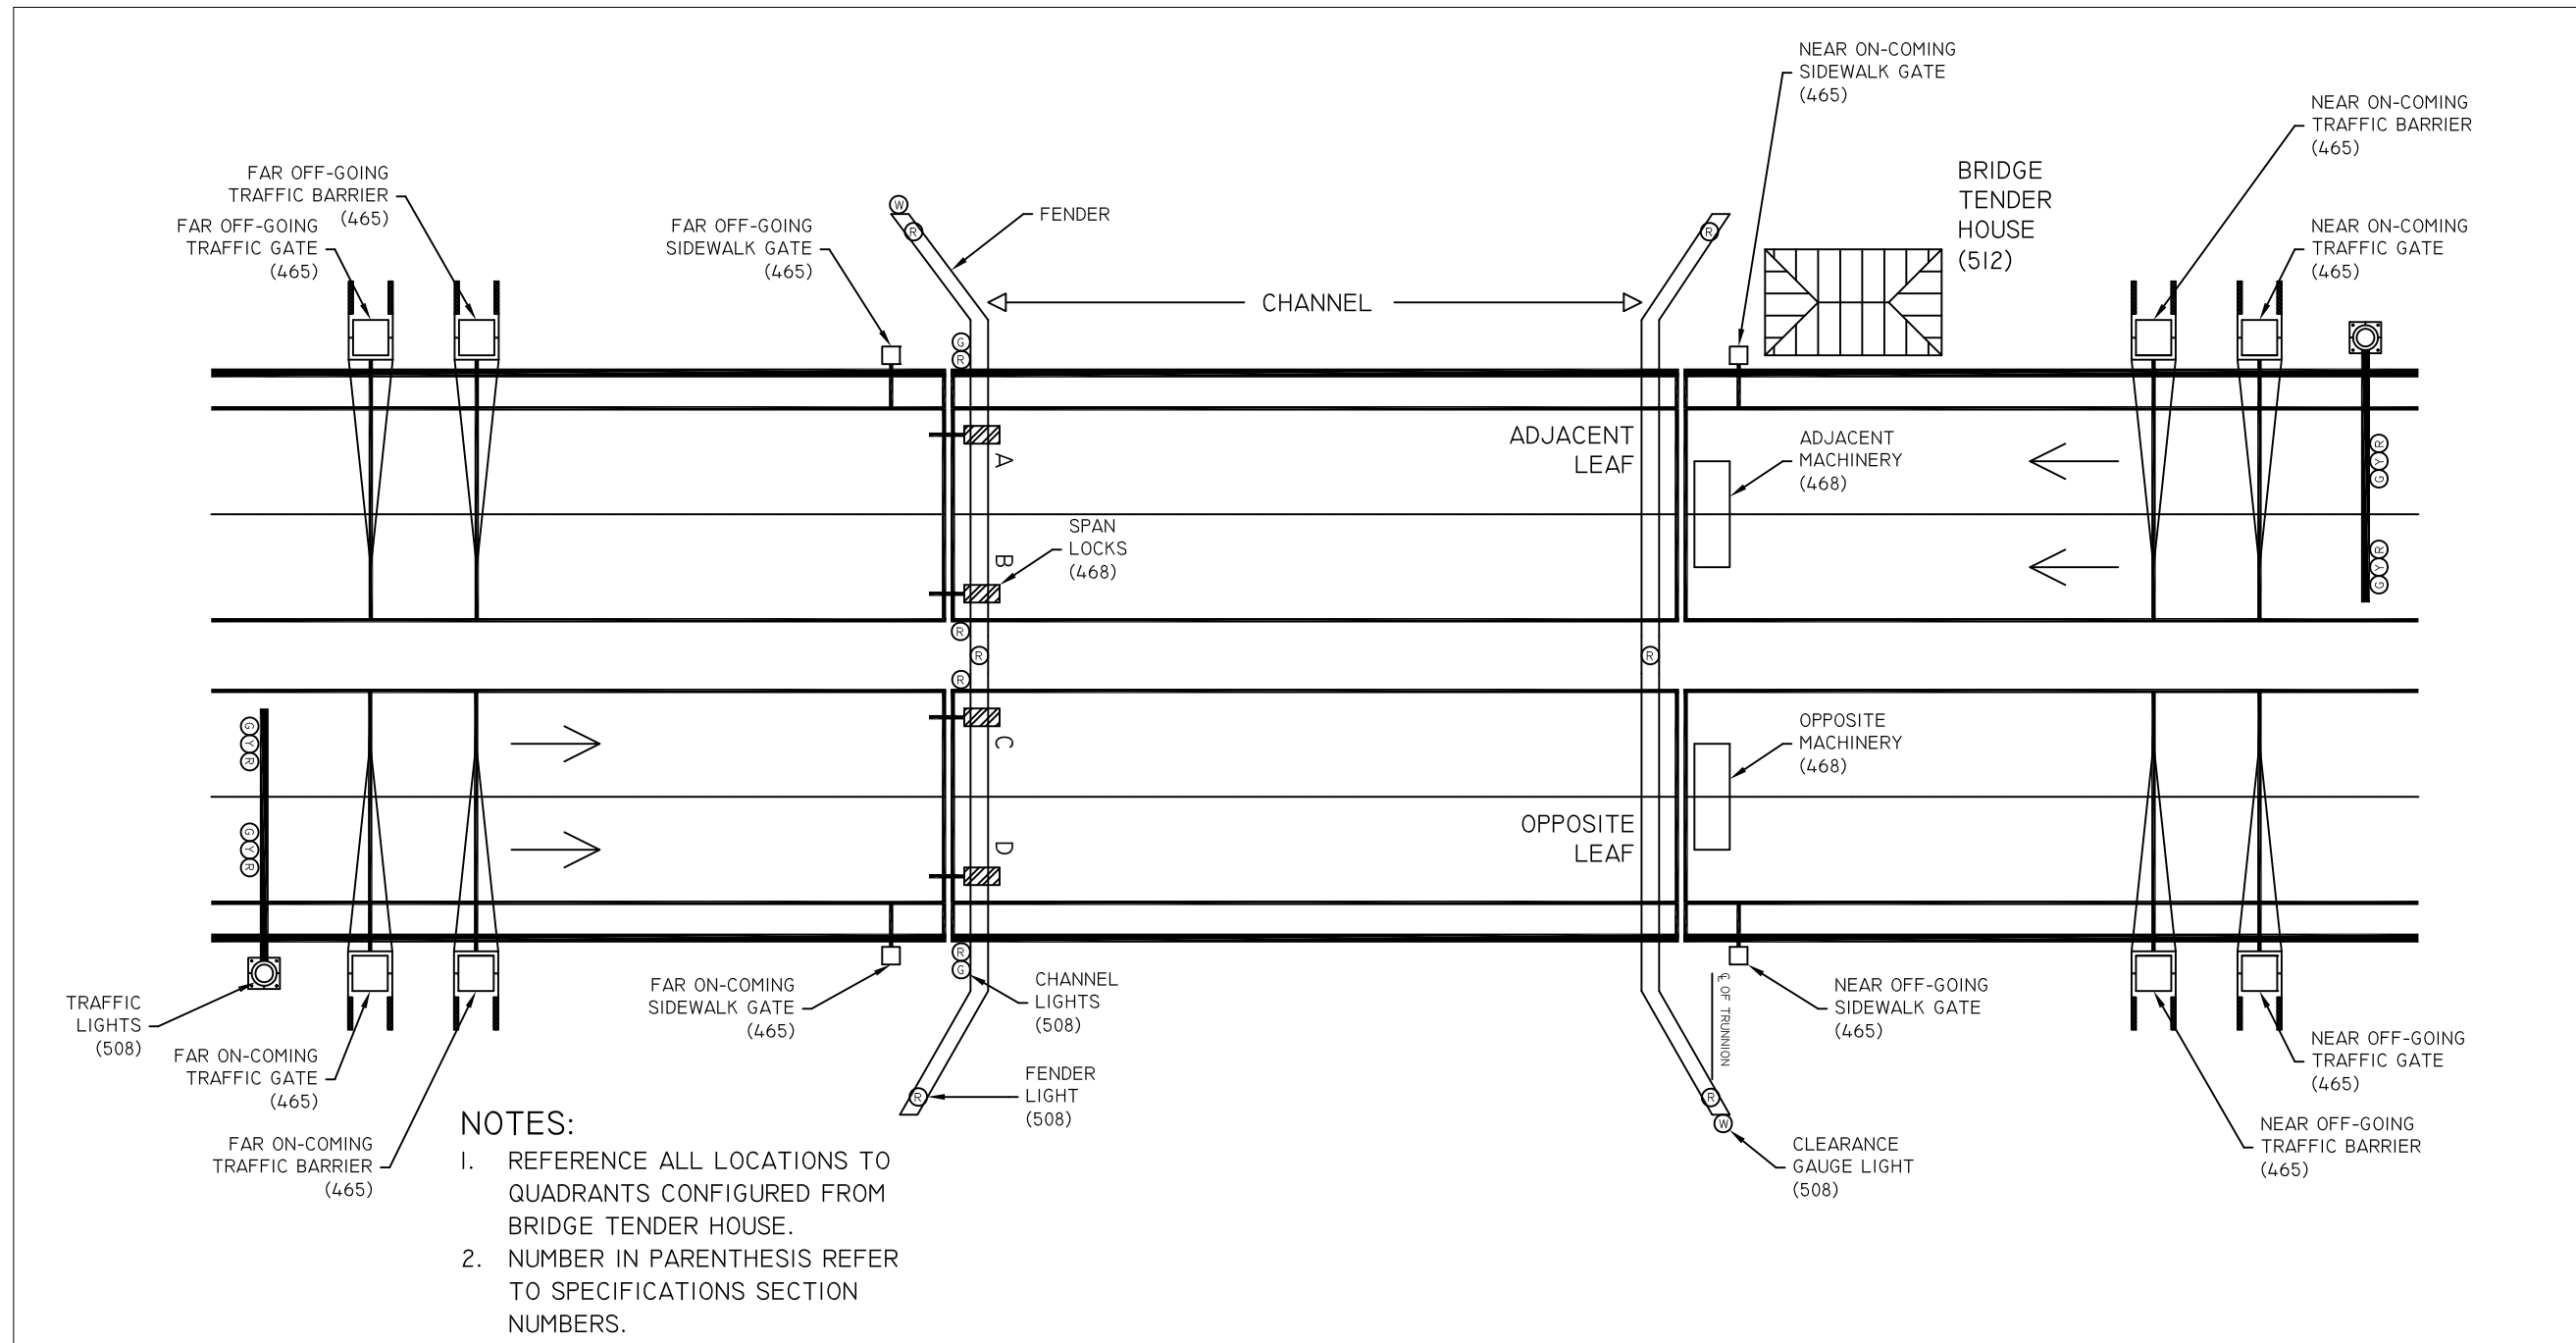 NEAR ON-COMING
SIDEWALK GATE
(465)
NEAR ON-COMING
TRAFFIC BARRIER
(465)
FAR OFF-GOING
TRAFFIC BARRIER
(465)
FAR OFF-GOING
TRAFFIC GATE
(465)
FAR OFF-GOING
SIDEWALK GATE
(465)
W
R
FENDER
R
BRIDGE
TENDER
HOUSE
(512)
NEAR ON-COMING
TRAFFIC GATE
(465)
CHANNEL
G
R
A
ADJACENT
LEAF
ADJACENT
MACHINERY
(468)
R
Y
G
B
SPAN
LOCKS
(468)
R
Y
G
R
R
R
R
G
Y
R
C
OPPOSITE
MACHINERY
(468)
G
Y
R
D
OPPOSITE
LEAF
R
G
TRAFFIC
LIGHTS
(508)
FAR ON-COMING
SIDEWALK GATE
(465)
CHANNEL
LIGHTS
(508)
℄ OF TRUNNION
NEAR OFF-GOING
SIDEWALK GATE
(465)
FAR ON-COMING
TRAFFIC GATE
(465)
NEAR OFF-GOING
TRAFFIC GATE
(465)
R
FENDER
LIGHT
(508)
R
W
FAR ON-COMING
TRAFFIC BARRIER
(465)
CLEARANCE
GAUGE LIGHT
(508)
NEAR OFF-GOING
TRAFFIC BARRIER
(465)
NOTES:
1. REFERENCE ALL LOCATIONS TO
QUADRANTS CONFIGURED FROM
BRIDGE TENDER HOUSE.
2. NUMBER IN PARENTHESIS REFER
TO SPECIFICATIONS SECTION
NUMBERS.